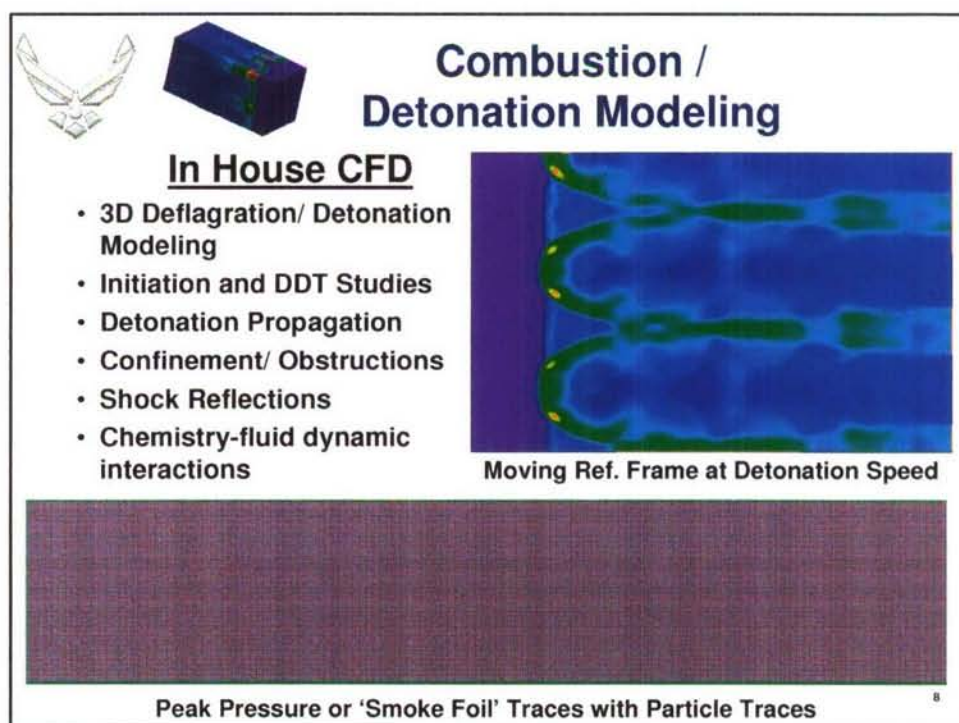 Combustion /
Detonation Modeling
In House CFD
• 3D Deflagration/ Detonation
Modeling
• Initiation and DDT Studies
• Detonation Propagation
• Confinement/ Obstructions
• Shock Reflections
• Chemistry-fluid dynamic
interactions
Moving Ref. Frame at Detonation Speed
Peak Pressure or ‘Smoke Foil’ Traces with Particle Traces
8